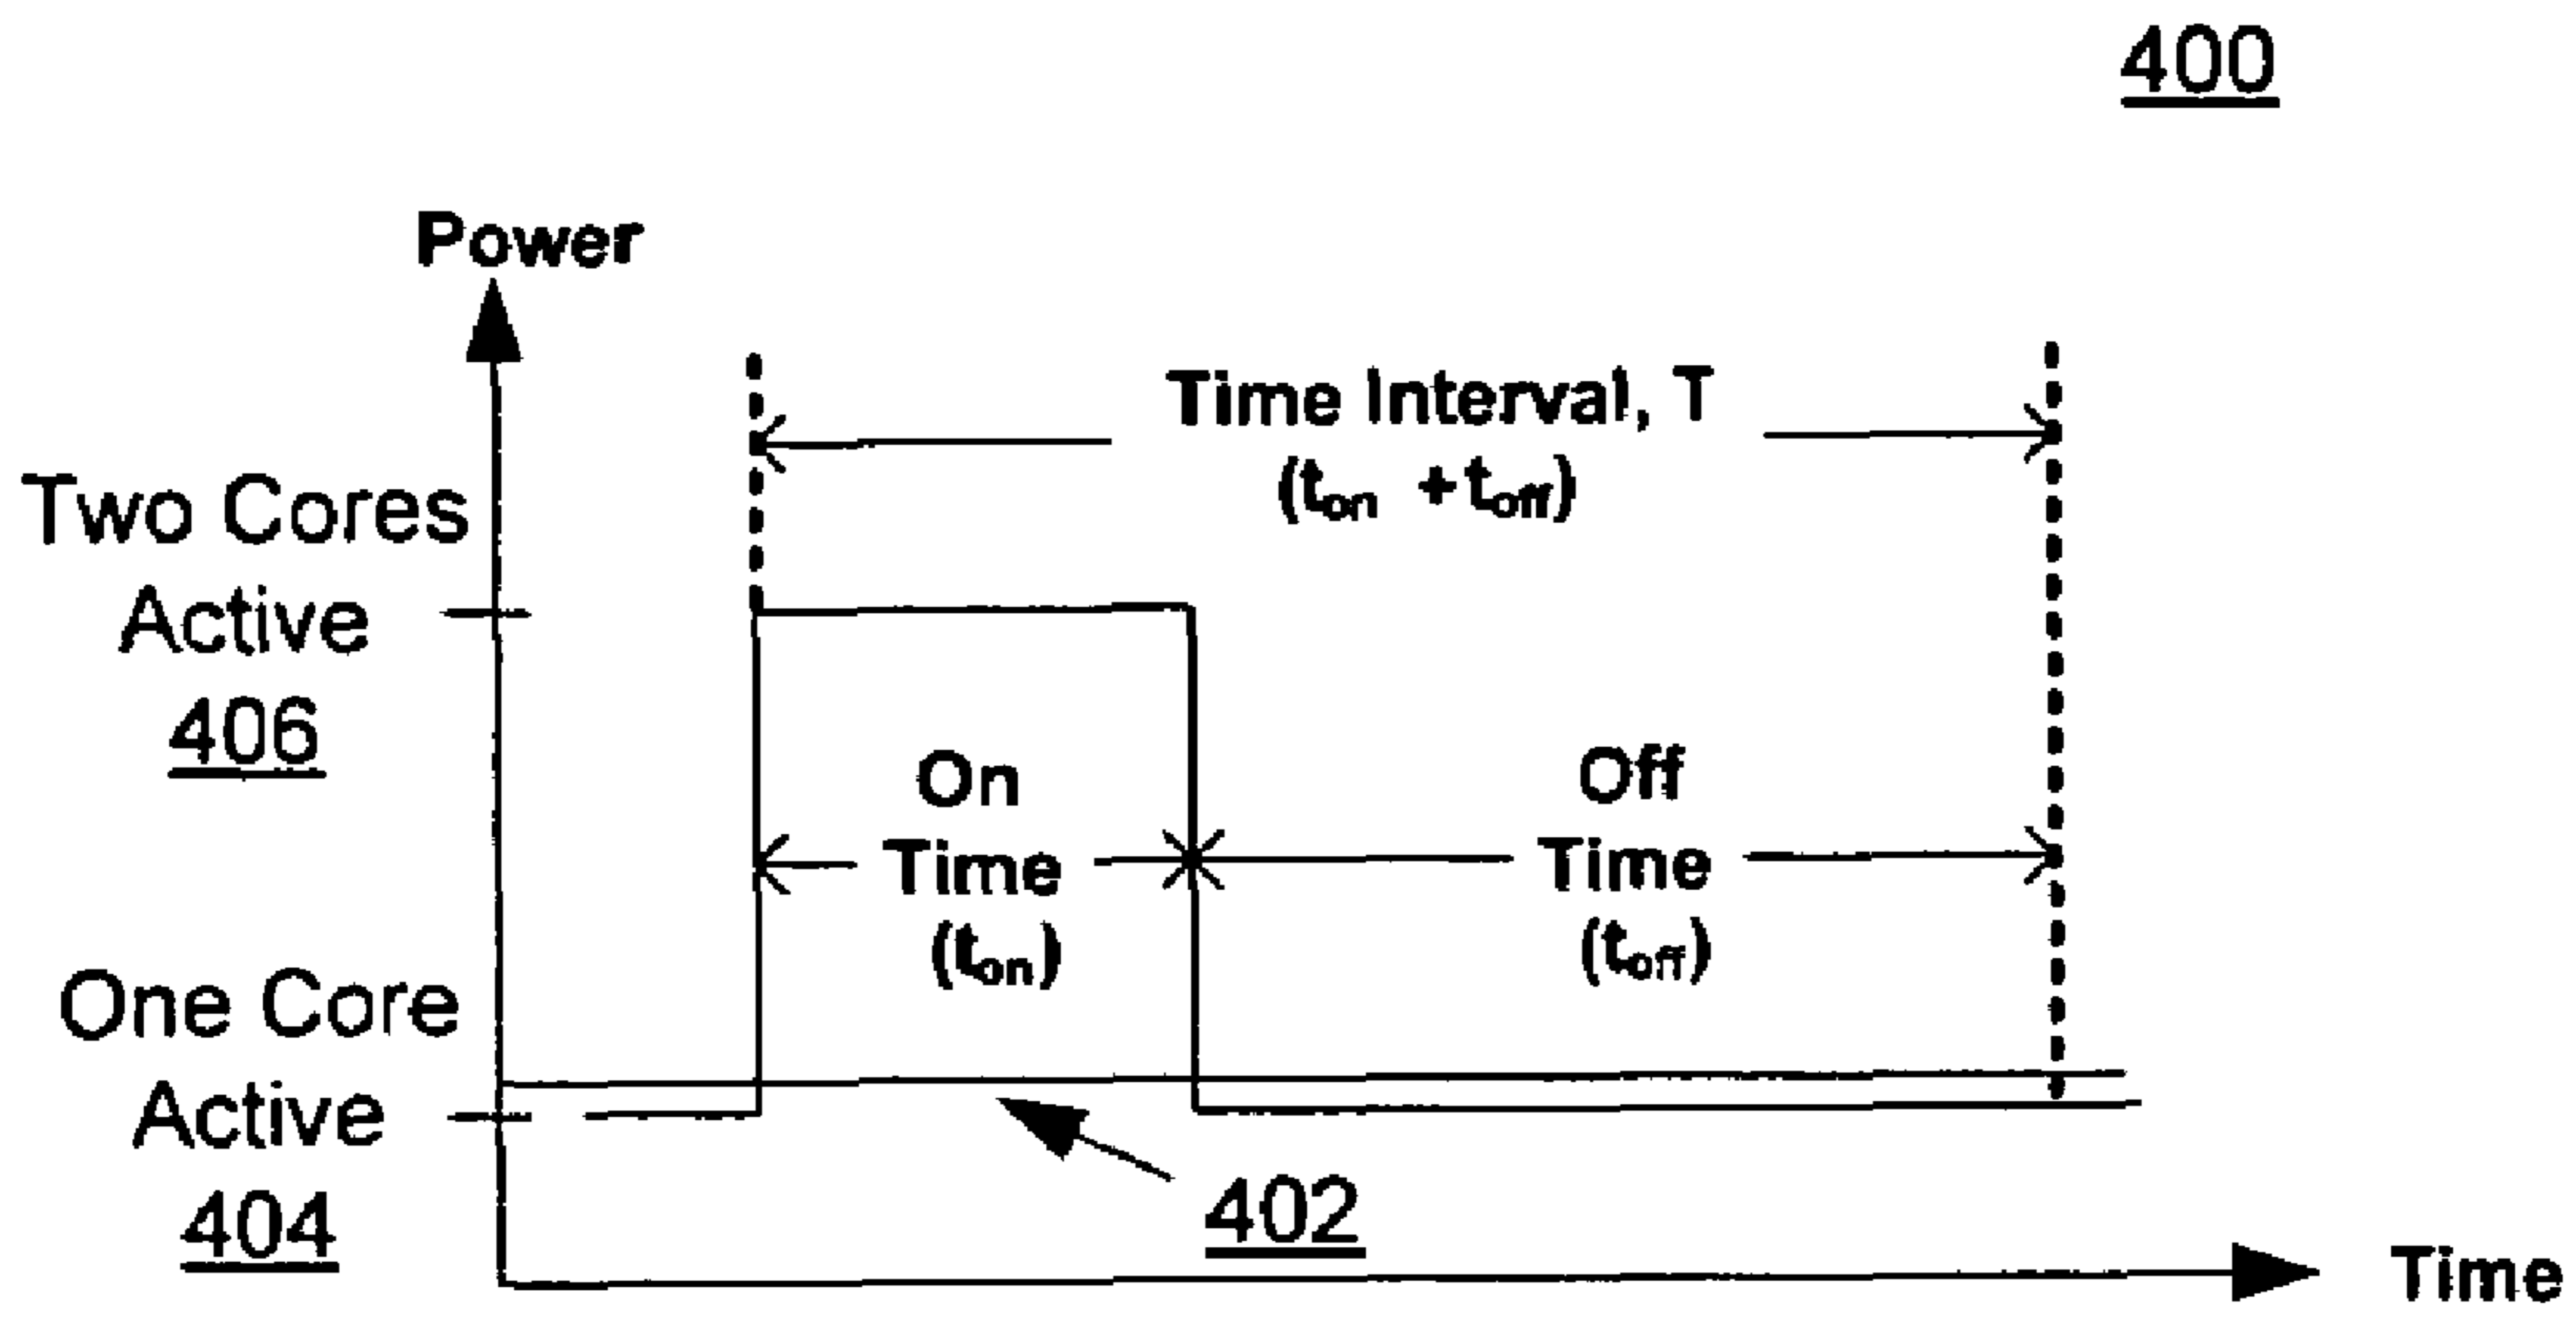 400
Power
Time Interval, T
(ton + toff)
Two Cores
Active
406
On
Time
(ton)
Off
Time
(toff)
One Core
Active
404
402
Time